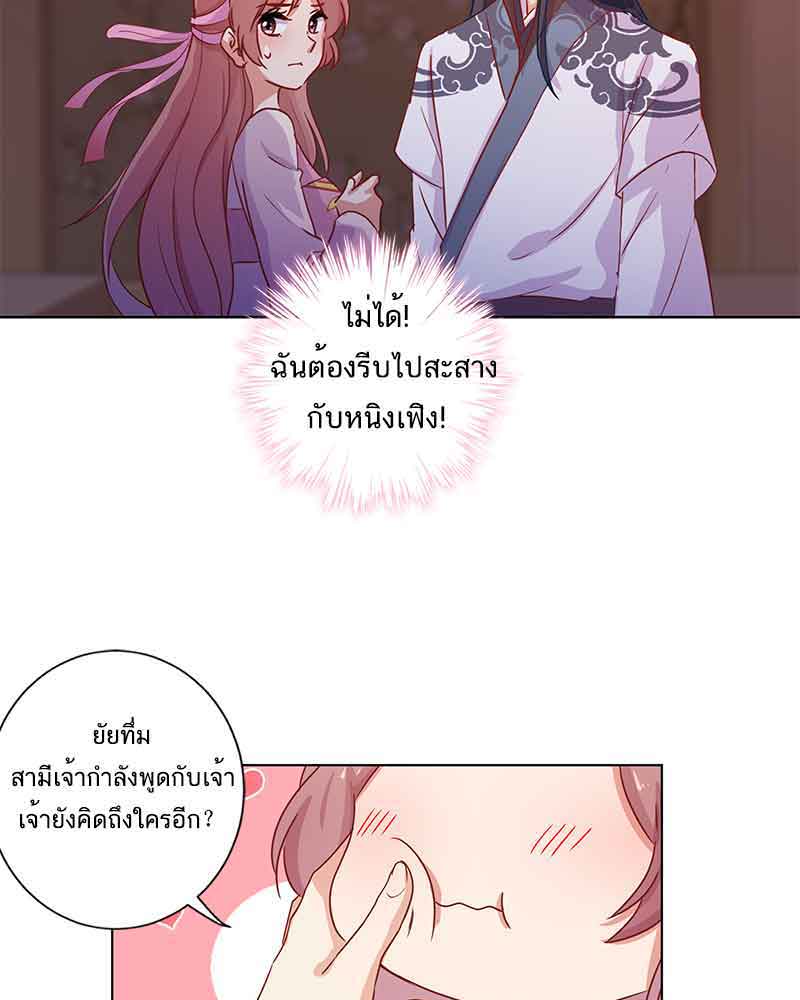 ไม่ได้!
ฉันต้องรีบไปสะสาง
กับหนิงเฟิง!
ยัยทึ่ม
สามีเจ้ากำลังพูดกับเจ้า
เจ้ายังคิดถึงใครอีก?